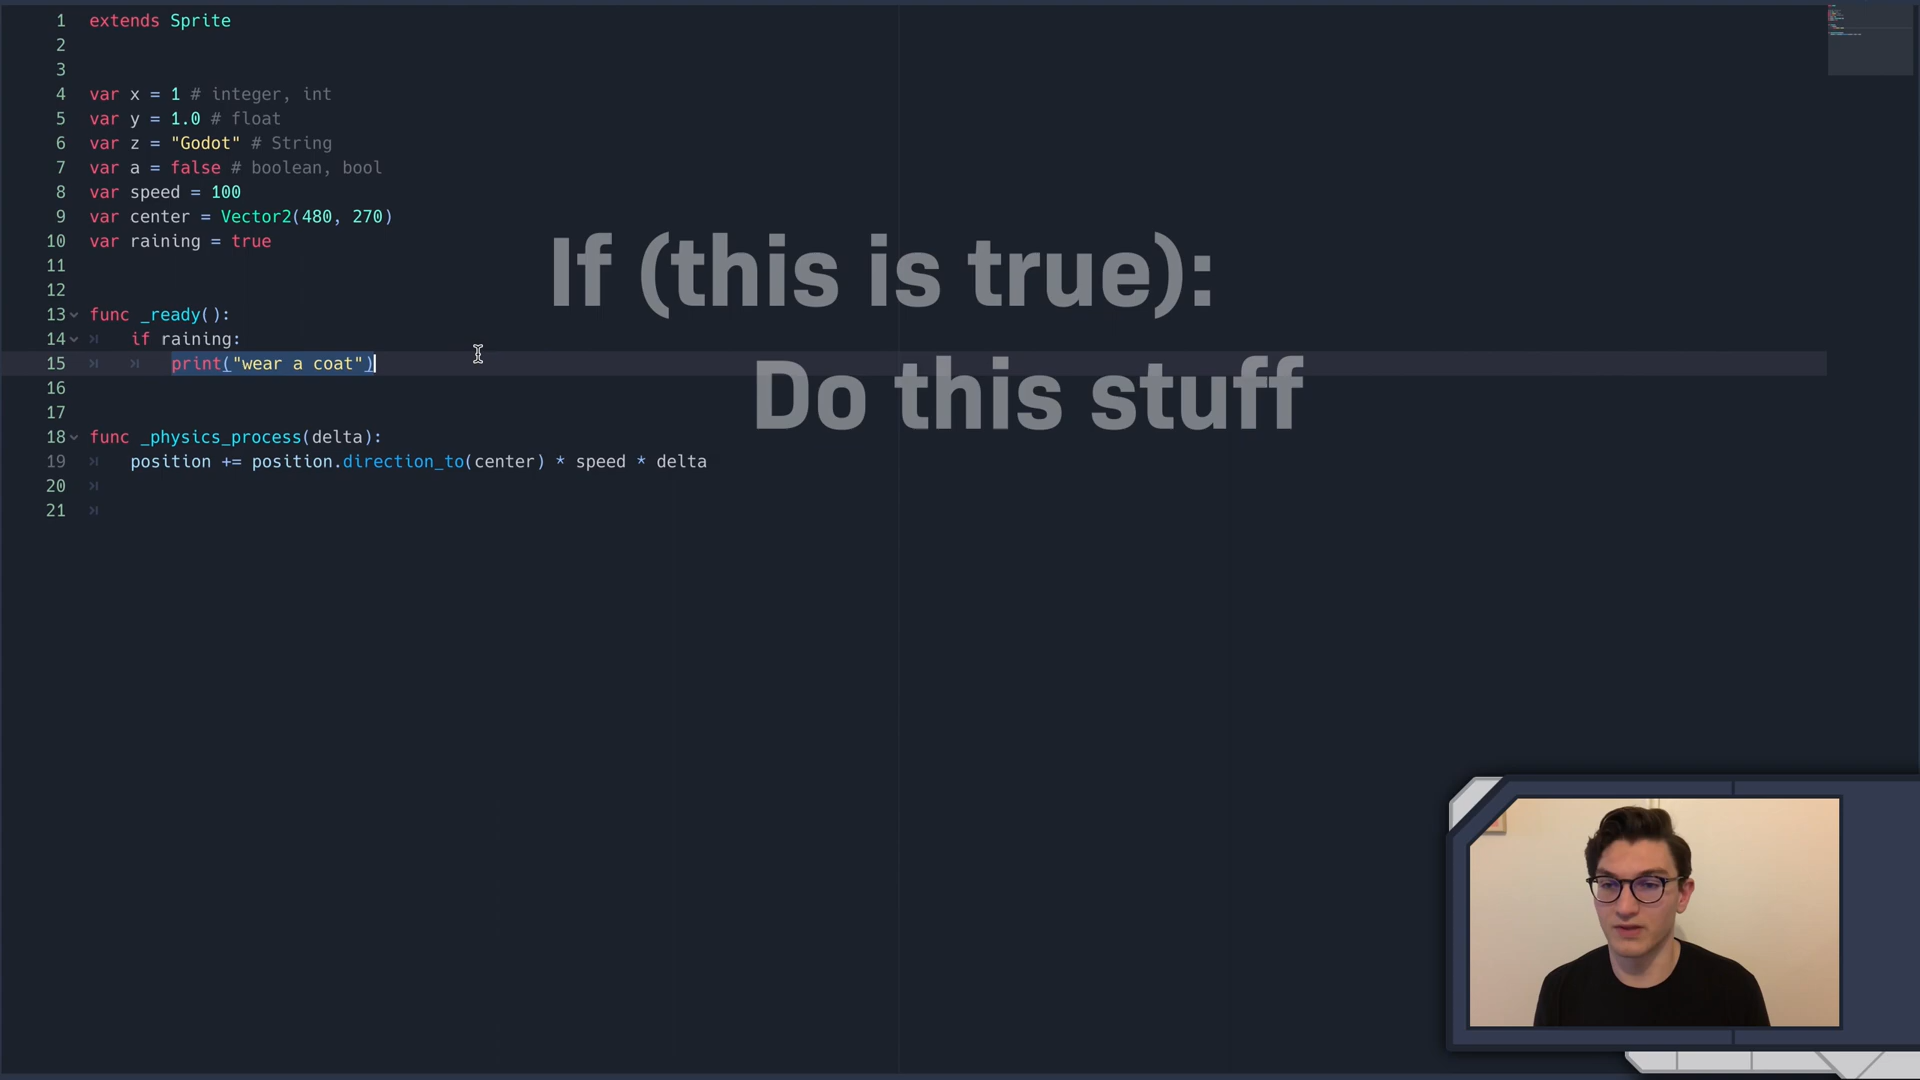 1 extends Sprite
2
3
4 var x = 1 # integer, int
5 var y = 1.0 # float
6 var z = "Godot" # String
7 var a = false # boolean, bool
8 var speed = 100
9 var center = Vector2(480, 270)
10 var raining = true
11
12
13 func _ready():
14 if raining:
15 print("wear a coat")
16
17
18 func _physics_process(delta):
19 position += position.direction_to(center) * speed * delta
20
21
If (this is true):
Do this stuff